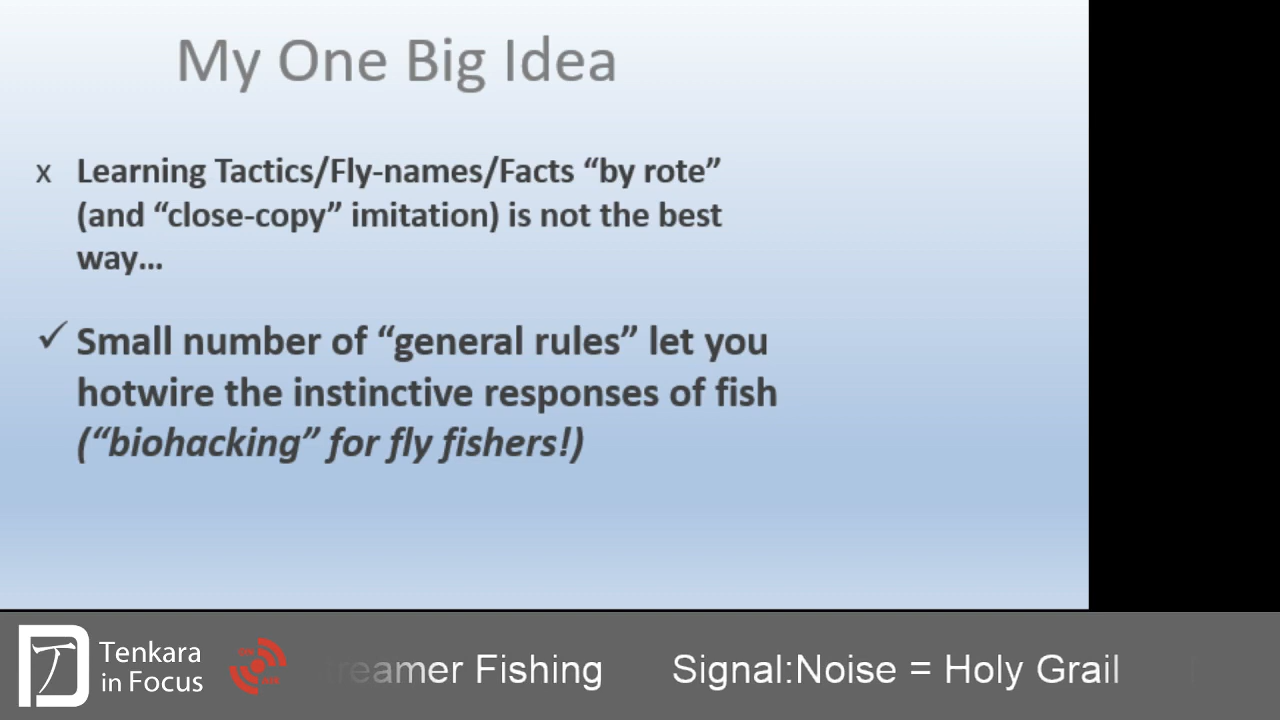 My One Big Idea
x Learning Tactics/Fly-names/Facts “by rote”
(and “close-copy” imitation) is not the best
way…
✓ Small number of “general rules” let you
hotwire the instinctive responses of fish
(“biohacking” for fly fishers!)
Tenkara
in Focus
treamer Fishing Signal:Noise = Holy Grail